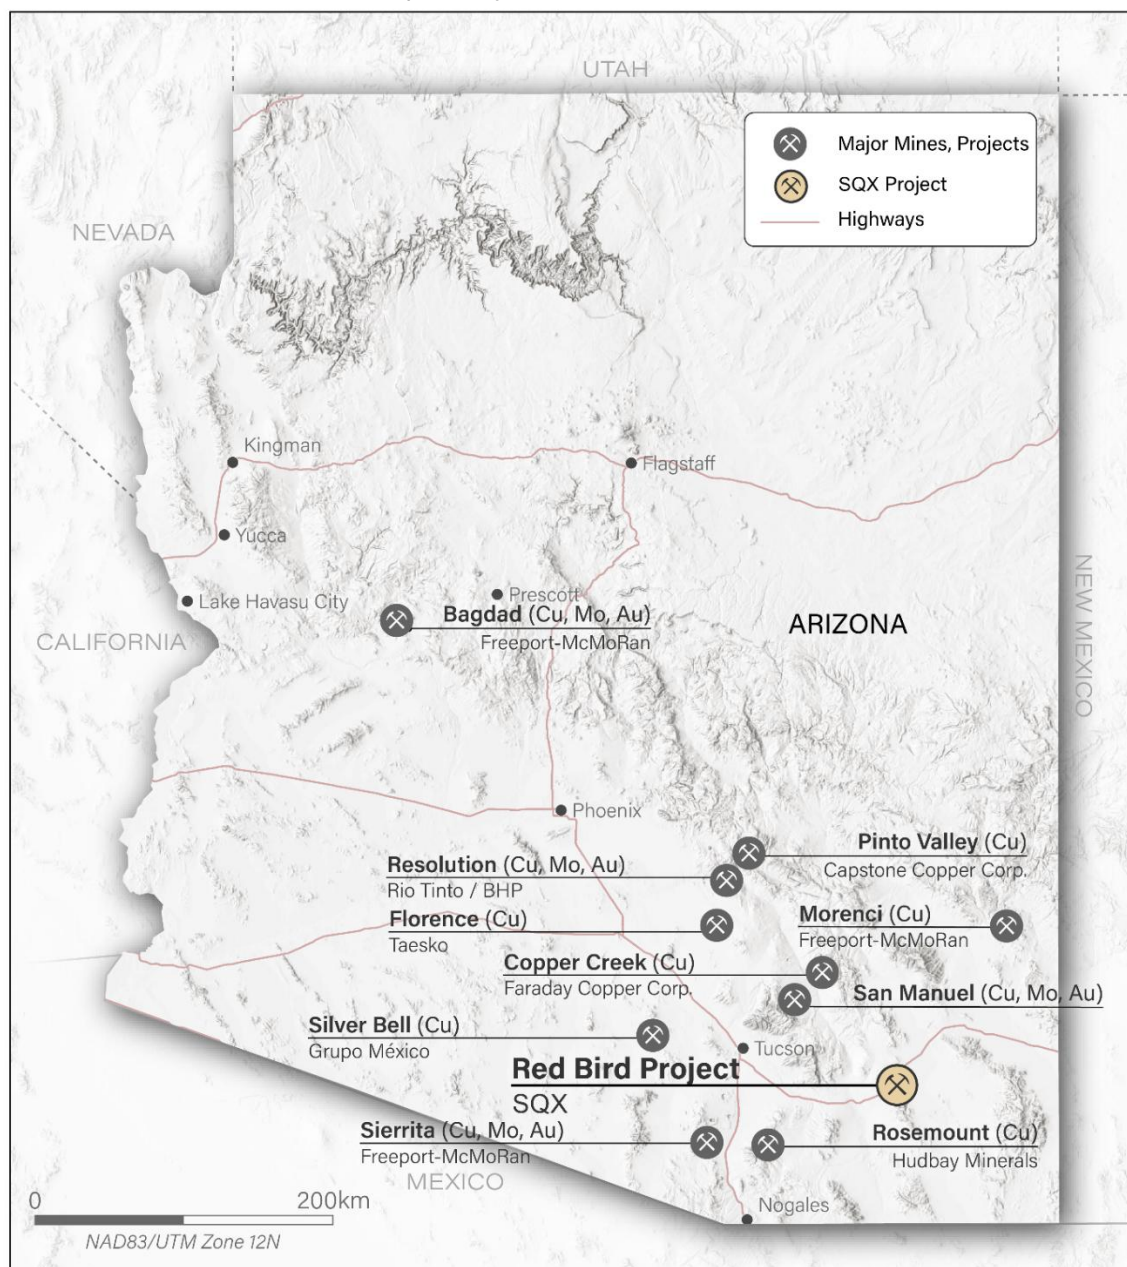 UTAH
Major Mines, Projects
SQX Project
Highways
NEVADA
Kingman
Flagstaff
Yucca
Lake Havasu City
Prescott
Bagdad (Cu, Mo, Au)
Freeport-McMoRan
ARIZONA
CALIFORNIA
NEW MEXICO
Phoenix
Pinto Valley (Cu)
Capstone Copper Corp.
Resolution (Cu, Mo, Au)
Rio Tinto / BHP
Florence (Cu)
Taesko
Morenci (Cu)
Freeport-McMoRan
Copper Creek (Cu)
Faraday Copper Corp.
San Manuel (Cu, Mo, Au)
Silver Bell (Cu)
Grupo México
Tucson
Red Bird Project
SQX
Sierrita (Cu, Mo, Au)
Freeport-McMoRan
Rosemount (Cu)
Hudbay Minerals
MEXICO
Nogales
0 200km
NAD83/UTM Zone 12N